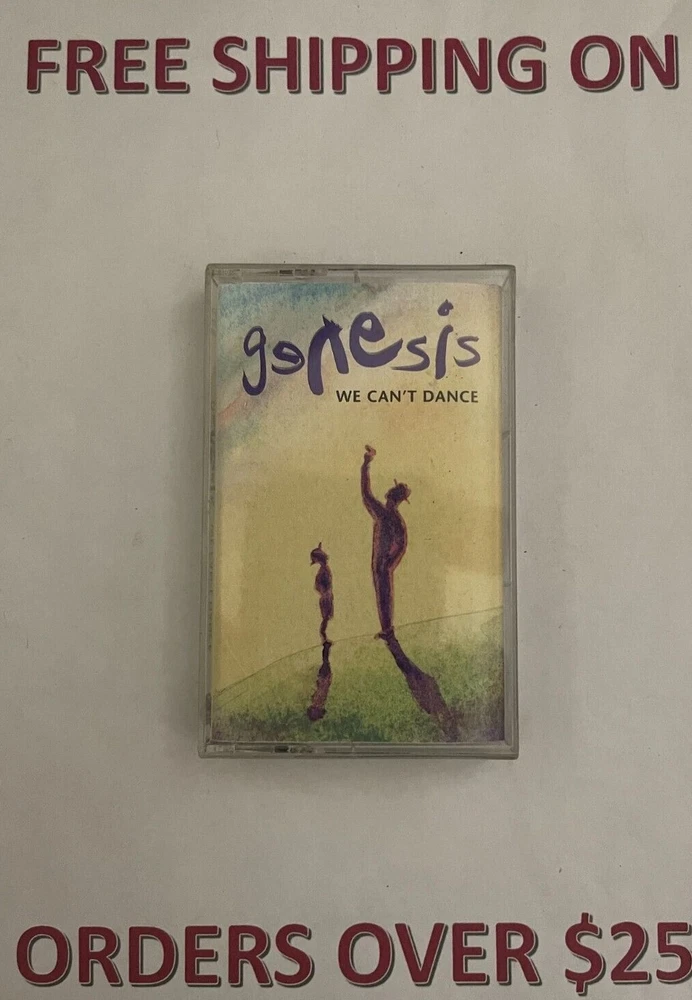 FREE SHIPPING ON
genesis
WE CAN'T DANCE
ORDERS OVER $25